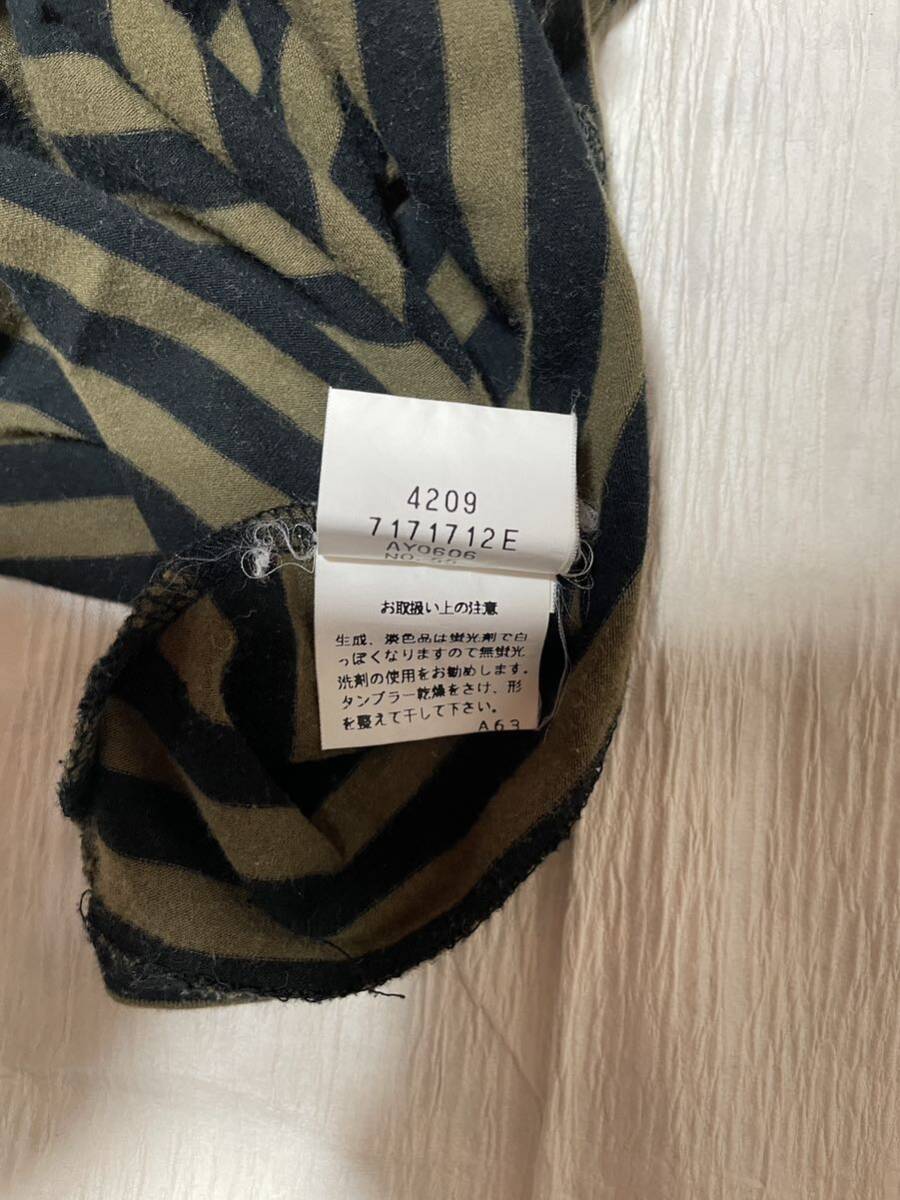 4209
7171712E
AY0606
NO. 55
お取扱い上の注意
生成、淡色品は蛍光剤で白
っぽくなりますので無蛍光
洗剤の使用をお勧めします。
タンブラー乾燥をさけ、形
を整えて干して下さい。
A63